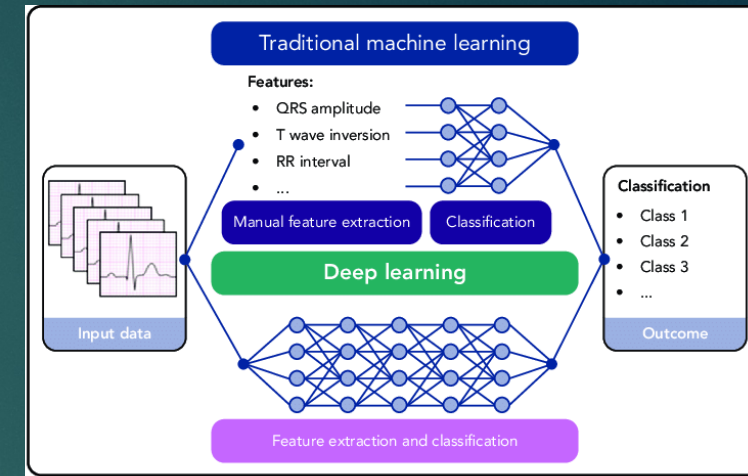 Traditional machine learning
Features:
• QRS amplitude
• T wave inversion
• RR interval
• ...
Manual feature extraction
Classification
Deep learning
Input data
Classification
• Class 1
• Class 2
• Class 3
• ...
Outcome
Feature extraction and classification